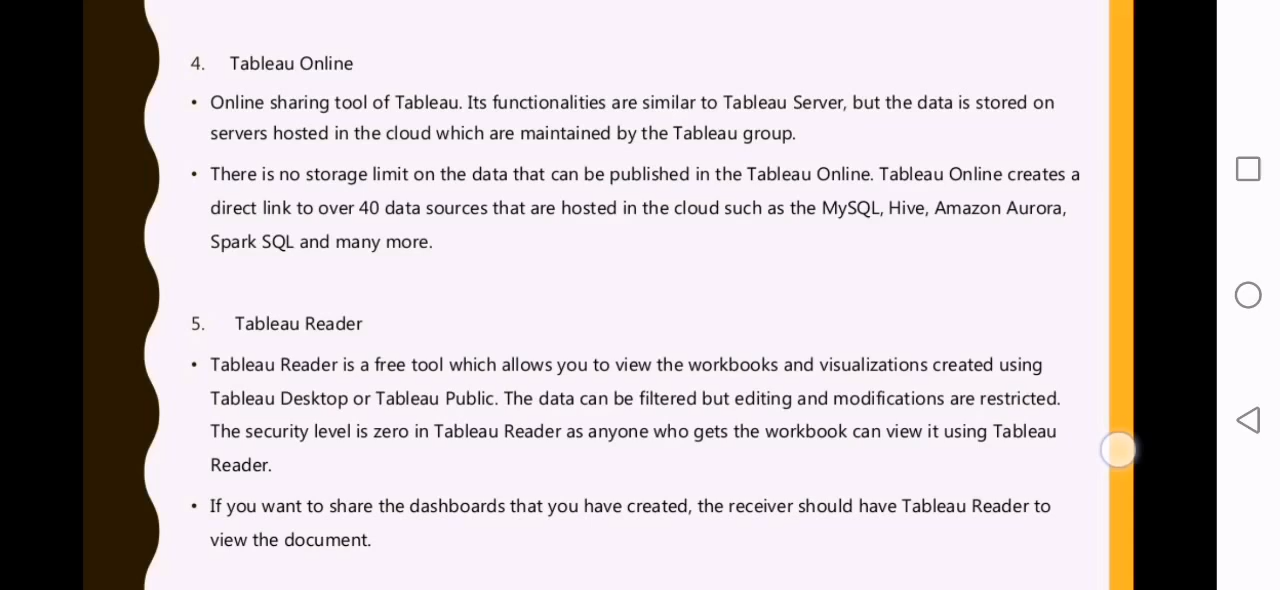 4. Tableau Online
• Online sharing tool of Tableau. Its functionalities are similar to Tableau Server, but the data is stored on
servers hosted in the cloud which are maintained by the Tableau group.
• There is no storage limit on the data that can be published in the Tableau Online. Tableau Online creates a
direct link to over 40 data sources that are hosted in the cloud such as the MySQL, Hive, Amazon Aurora,
Spark SQL and many more.
5. Tableau Reader
• Tableau Reader is a free tool which allows you to view the workbooks and visualizations created using
Tableau Desktop or Tableau Public. The data can be filtered but editing and modifications are restricted.
The security level is zero in Tableau Reader as anyone who gets the workbook can view it using Tableau
Reader.
• If you want to share the dashboards that you have created, the receiver should have Tableau Reader to
view the document.